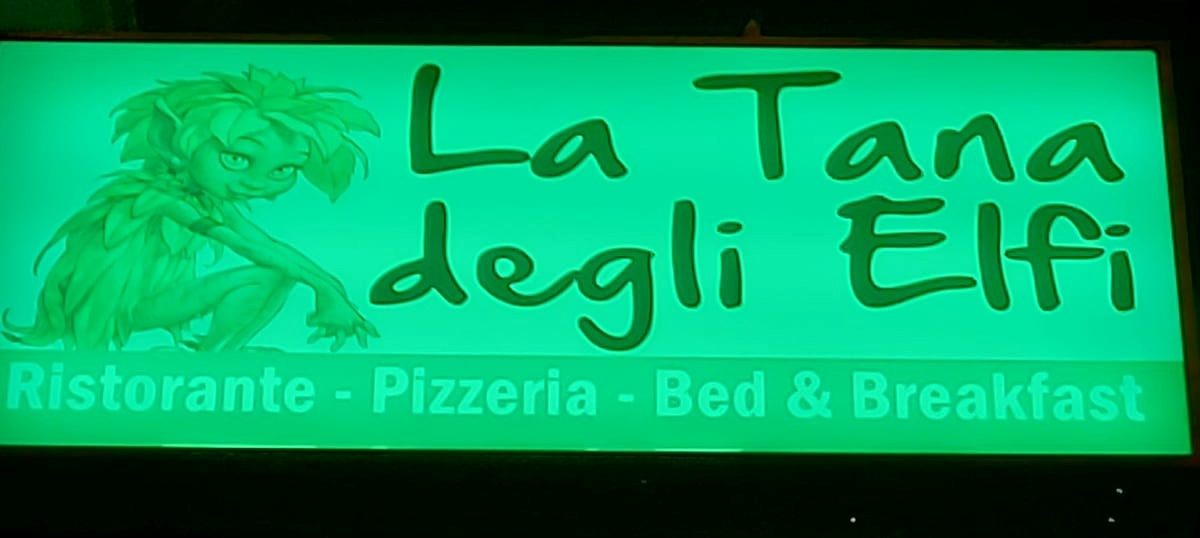 La Tana
degli Elfi
Ristorante - Pizzeria - Bed & Breakfast